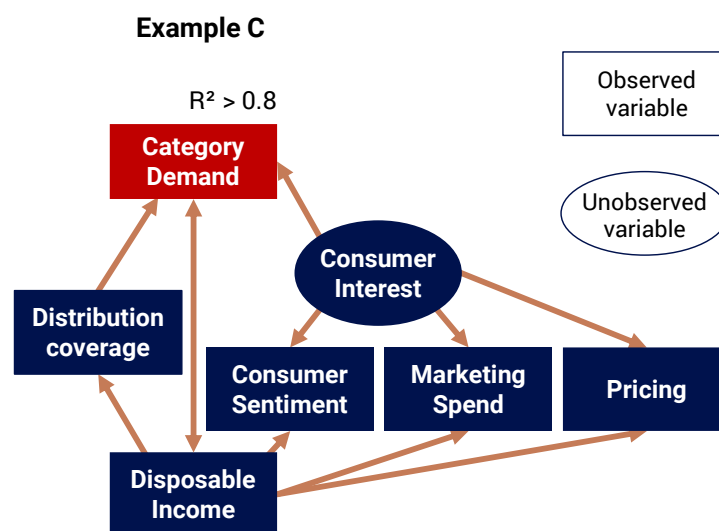 Example C
Observed
variable
R² > 0.8
Category
Demand
Unobserved
variable
Consumer
Interest
Distribution
coverage
Consumer
Sentiment
Marketing
Spend
Pricing
Disposable
Income